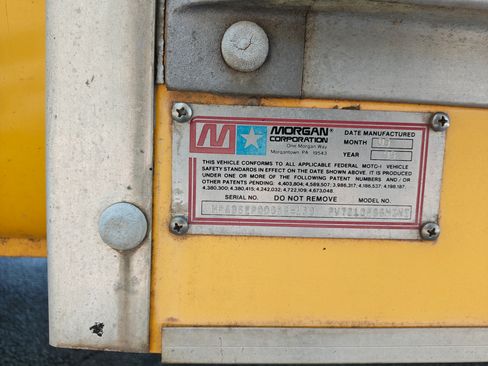 M
MORGAN®
CORPORATION
One Morgan Way
Morgantown PA 19543
DATE MANUFACTURED
MONTH
YEAR
THIS VEHICLE CONFORMS TO ALL APPLICABLE FEDERAL MOTO-I VEHICLE
SAFETY STANDARDS IN EFFECT ON THE DATE SHOWN ABOVE. IT IS PRODUCED
UNDER ONE OR MORE OF THE FOLLOWING PATENT NUMBERS AND / OR
OTHER PATENTS PENDING: 4,403,804; 4,589,507; 3,986,317; 4,186,537; 4,198,187;
4,380,300; 4,380,415; 4,242,032; 4,722,109; 4,673,048
SERIAL NO. DO NOT REMOVE MODEL NO.